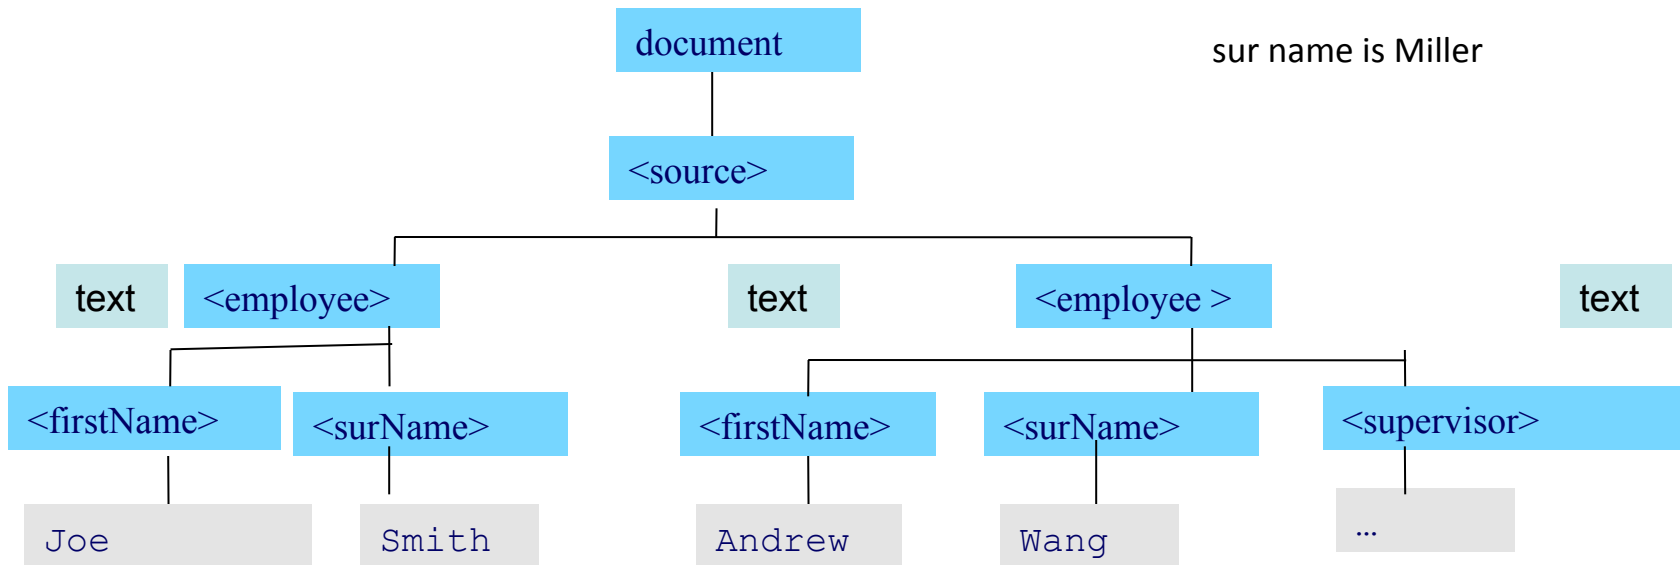 document
sur name is Miller
<source>
text
<employee>
text
<employee >
text
<firstName>
<surName>
<firstName>
<surName>
<supervisor>
Joe
Smith
Andrew
Wang
…